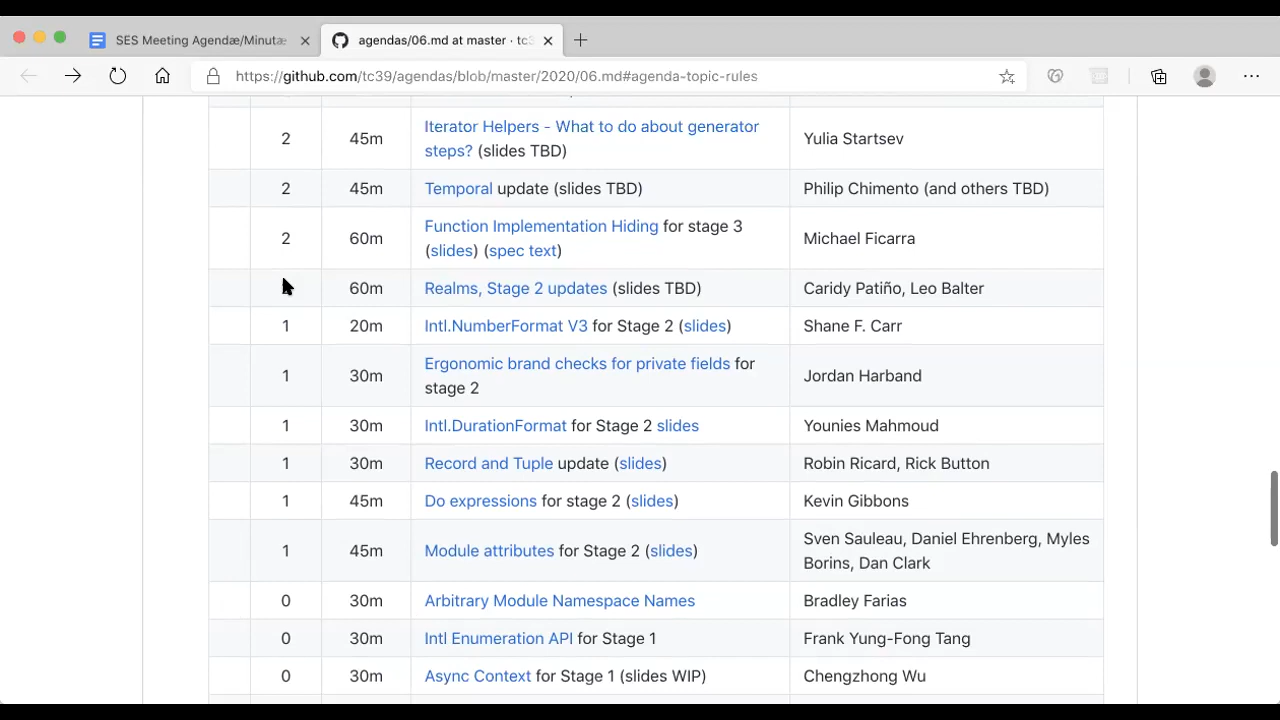 SES Meeting Agendæ/Minutæ
agendas/06.md at master · tc3
https://github.com/tc39/agendas/blob/master/2020/06.md#agenda-topic-rules
2 45m Iterator Helpers - What to do about generator
steps? (slides TBD) Yulia Startsev
2 45m Temporal update (slides TBD) Philip Chimento (and others TBD)
2 60m Function Implementation Hiding for stage 3
(slides) (spec text) Michael Ficarra
60m Realms, Stage 2 updates (slides TBD) Caridy Patiño, Leo Balter
1 20m Intl.NumberFormat V3 for Stage 2 (slides) Shane F. Carr
1 30m Ergonomic brand checks for private fields for
stage 2 Jordan Harband
1 30m Intl.DurationFormat for Stage 2 slides Younies Mahmoud
1 30m Record and Tuple update (slides) Robin Ricard, Rick Button
1 45m Do expressions for stage 2 (slides) Kevin Gibbons
1 45m Module attributes for Stage 2 (slides) Sven Sauleau, Daniel Ehrenberg, Myles
Borins, Dan Clark
0 30m Arbitrary Module Namespace Names Bradley Farias
0 30m Intl Enumeration API for Stage 1 Frank Yung-Fong Tang
0 30m Async Context for Stage 1 (slides WIP) Chengzhong Wu